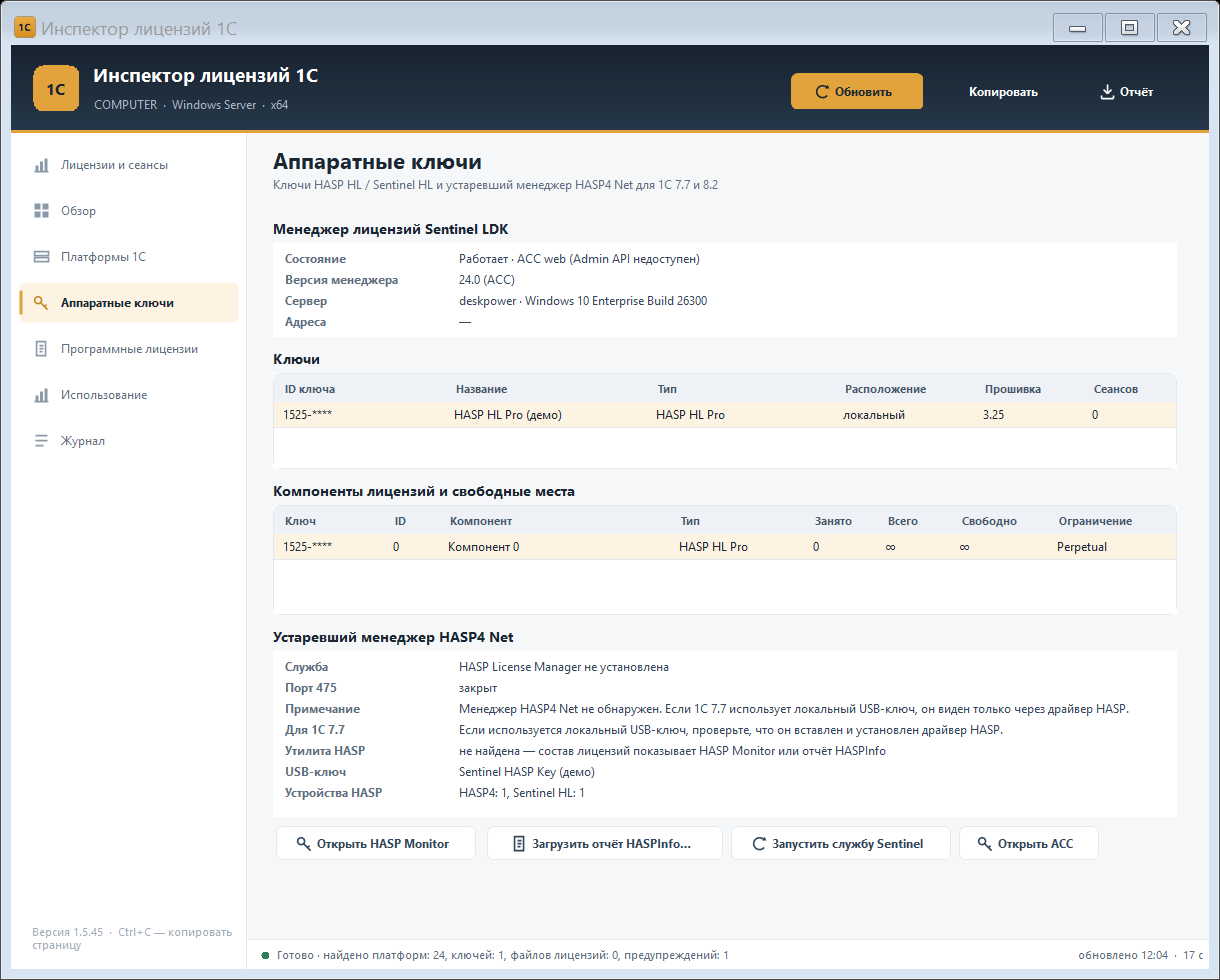 1С Инспектор лицензий 1С
1С
Инспектор лицензий 1С
COMPUTER · Windows Server · x64
Обновить
Копировать
Отчёт
Лицензии и сеансы
Обзор
Платформы 1С
Аппаратные ключи
Программные лицензии
Использование
Журнал
Версия 1.5.45 · Ctrl+C — копировать
страницу
Аппаратные ключи
Ключи HASP HL / Sentinel HL и устаревший менеджер HASP4 Net для 1С 7.7 и 8.2
Менеджер лицензий Sentinel LDK
Состояние Работает · ACC web (Admin API недоступен)
Версия менеджера 24.0 (ACC)
Сервер deskpower · Windows 10 Enterprise Build 26300
Адреса —
Ключи
ID ключа Название Тип Расположение Прошивка Сеансов
1525-**** HASP HL Pro (демо) HASP HL Pro локальный 3.25 0
Компоненты лицензий и свободные места
Ключ ID Компонент Тип Занято Всего Свободно Ограничение
1525-**** 0 Компонент 0 HASP HL Pro 0 ∞ ∞ Perpetual
Устаревший менеджер HASP4 Net
Служба HASP License Manager не установлена
Порт 475 закрыт
Примечание Менеджер HASP4 Net не обнаружен. Если 1С 7.7 использует локальный USB-ключ, он виден только через драйвер HASP.
Для 1С 7.7 Если используется локальный USB-ключ, проверьте, что он вставлен и установлен драйвер HASP.
Утилита HASP не найдена — состав лицензий показывает HASP Monitor или отчёт HASPInfo
USB-ключ Sentinel HASP Key (демо)
Устройства HASP HASP4: 1, Sentinel HL: 1
Открыть HASP Monitor
Загрузить отчёт HASPInfo...
Запустить службу Sentinel
Открыть ACC
Готово · найдено платформ: 24, ключей: 1, файлов лицензий: 0, предупреждений: 1
обновлено 12:04 · 17 с